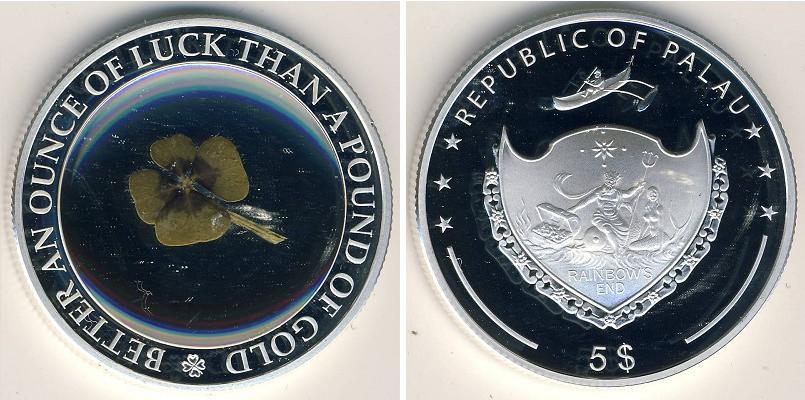 BETTER AN OUNCE OF LUCK THAN A POUND OF GOLD
REPUBLIC OF PALAU
RAINBOW'S
END
5$